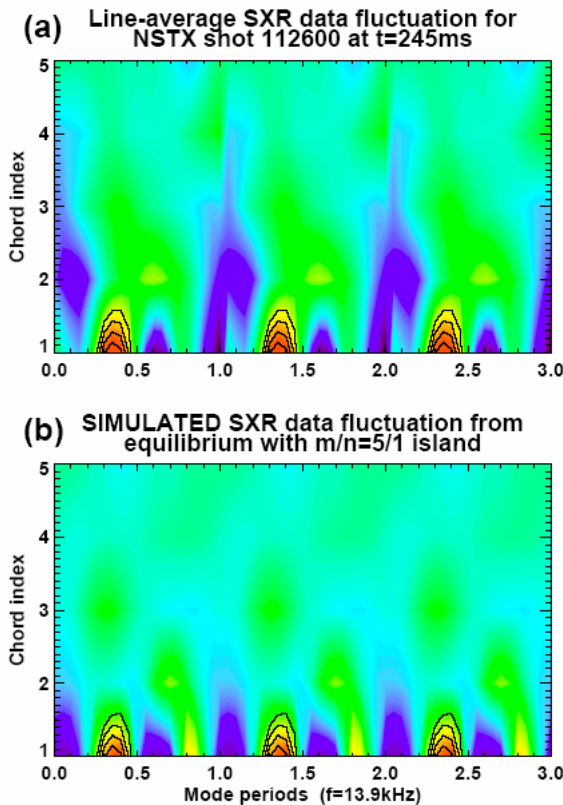 (a) Line-average SXR data fluctuation for
NSTX shot 112600 at t=245ms
5
4
3
2
1
Chord index
0.0 0.5 1.0 1.5 2.0 2.5 3.0
(b) SIMULATED SXR data fluctuation from
equilibrium with m/n=5/1 island
5
4
3
2
1
Chord index
0.0 0.5 1.0 1.5 2.0 2.5 3.0
Mode periods (f=13.9kHz)